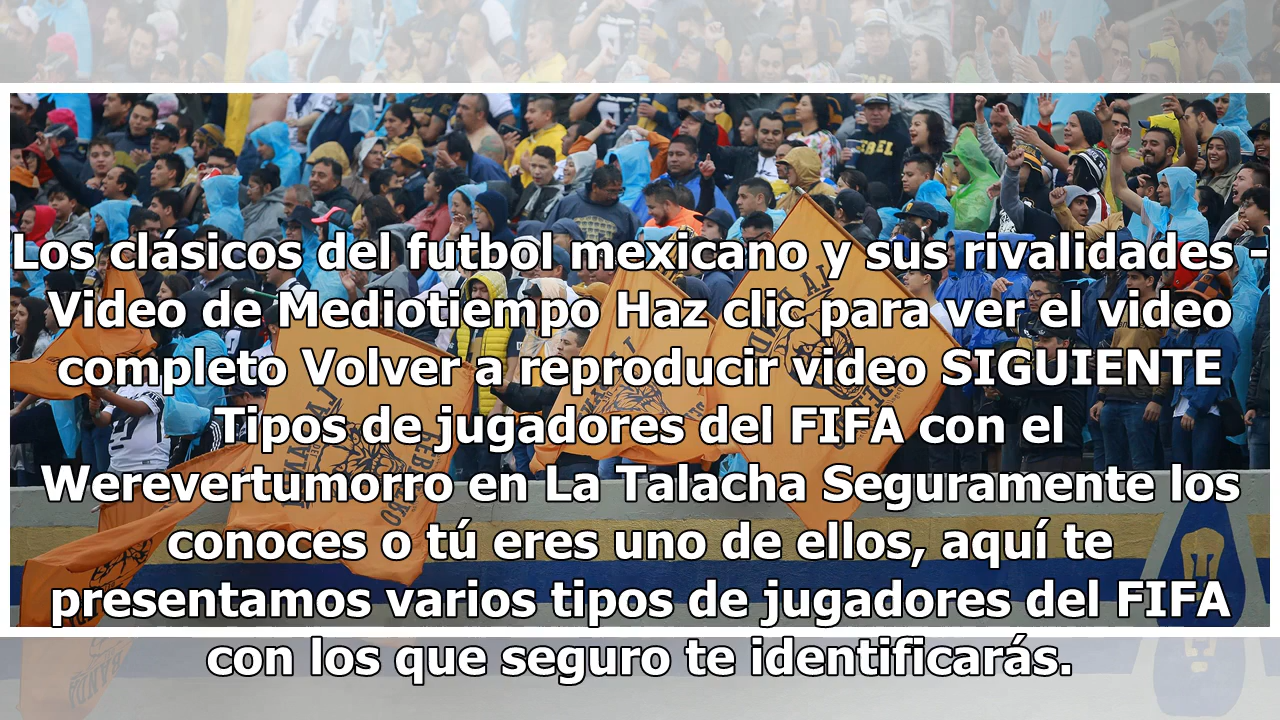 Los clásicos del futbol mexicano y sus rivalidades -
Video de Mediotiempo Haz clic para ver el video
completo Volver a reproducir video SIGUIENTE
Tipos de jugadores del FIFA con el
Werevertumorro en La Talacha Seguramente los
conoces o tú eres uno de ellos, aquí te
presentamos varios tipos de jugadores del FIFA
con los que seguro te identificarás.
REBEL